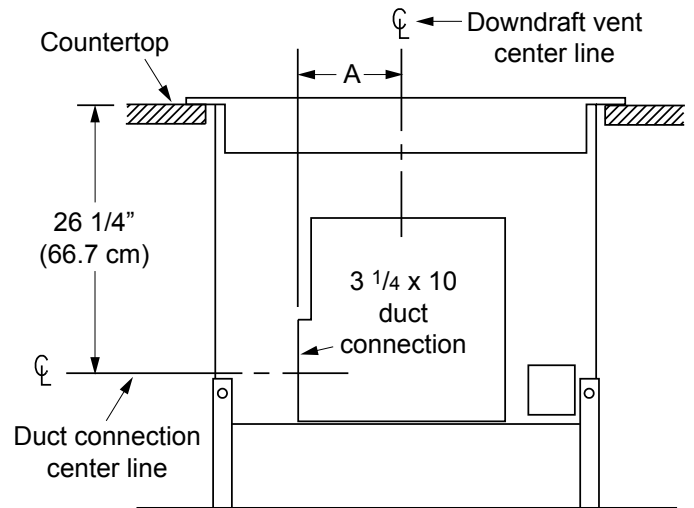 ℄
Downdraft vent
center line
Countertop
A
26 1/4”
(66.7 cm)
3 1/4 x 10
duct
connection
℄
Duct connection
center line